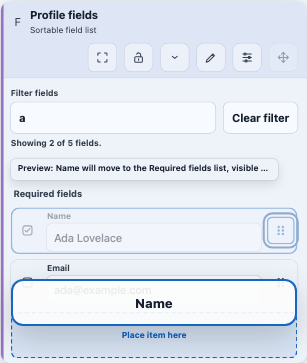 F
Profile fields
Sortable field list
Filter fields
a
Clear filter
Showing 2 of 5 fields.
Preview: Name will move to the Required fields list, visible ...
Required fields
Name
Ada Lovelace
Email
ada@example.com
Name
Place item here